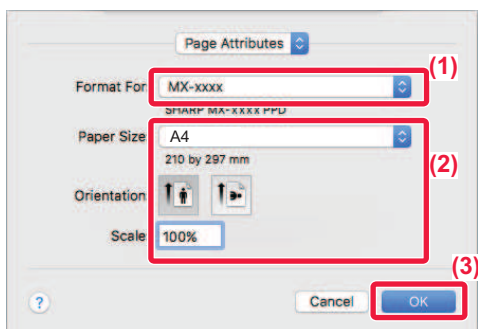 Page Attributes
(1)
Format For: MX-xxxx
SHARP MX-xxxx PPD
Paper Size: A4
210 by 297 mm
(2)
Orientation:
Scale: 100%
(3)
? Cancel OK